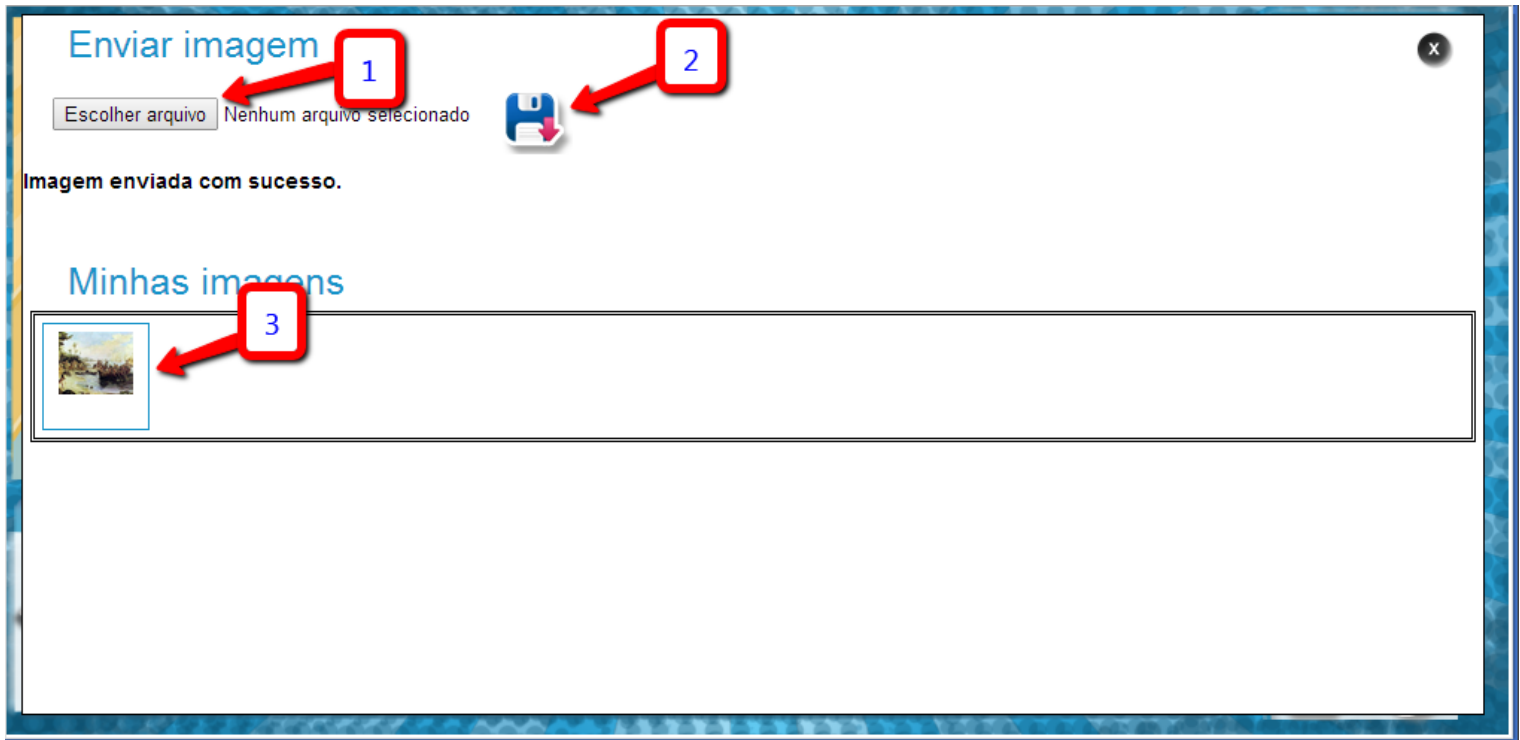 Enviar imagem
1
2
X
Escolher arquivo Nenhum arquivo selecionado
Imagem enviada com sucesso.
Minhas imagens
3